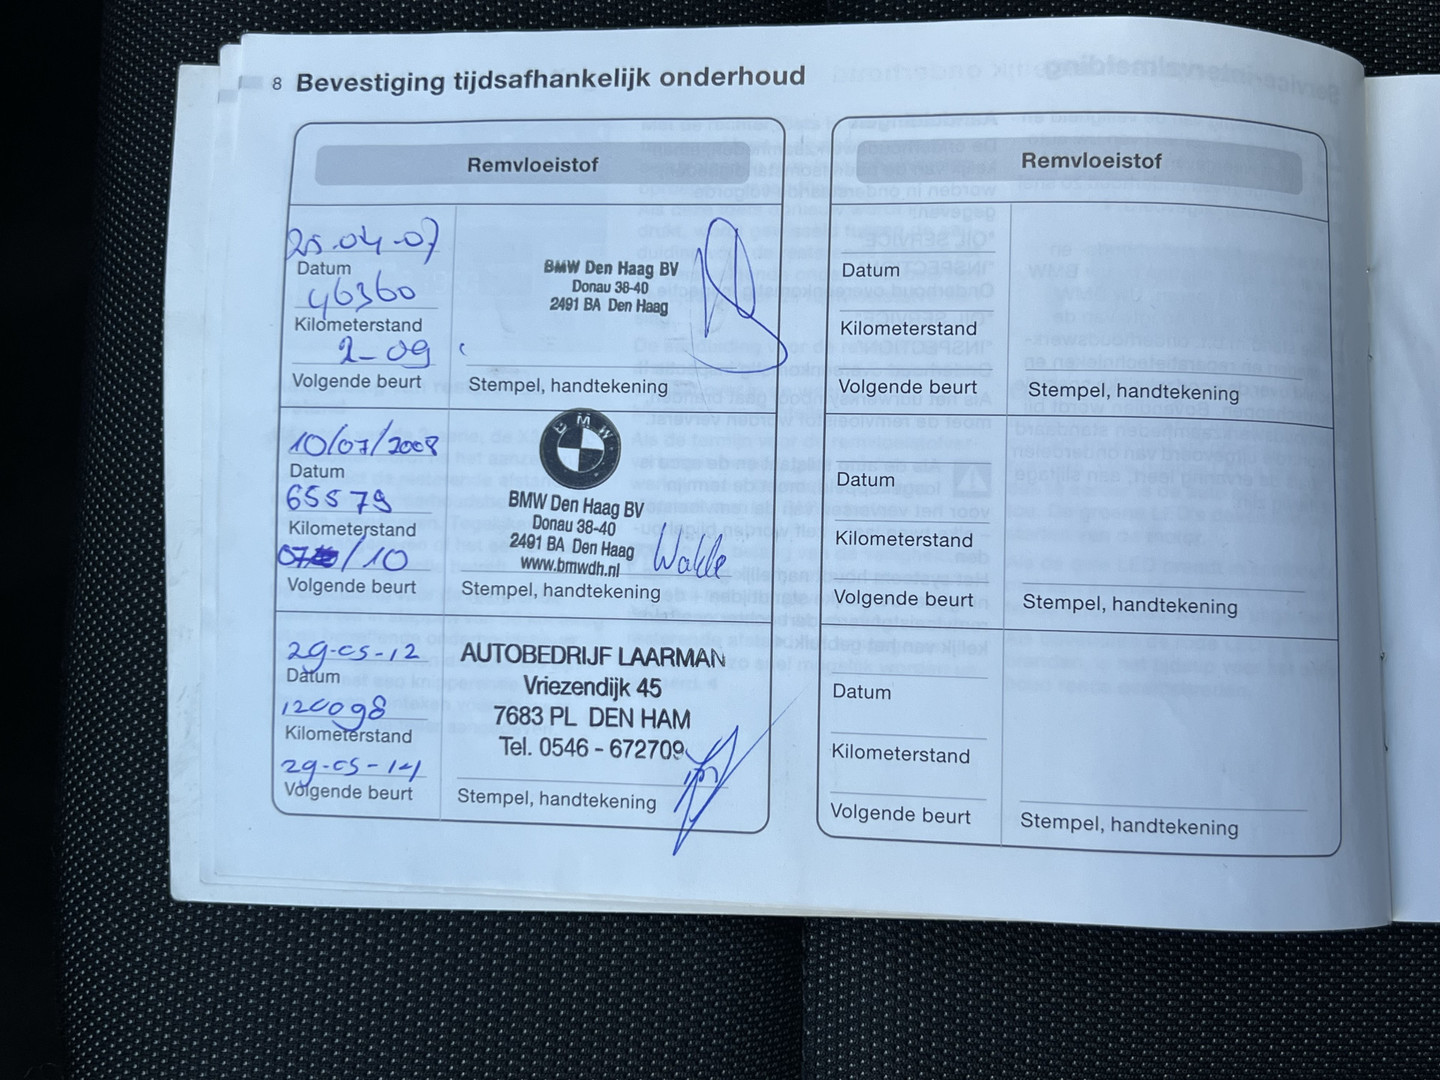 8 Bevestiging tijdsafhankelijk onderhoud
Remvloeistof
25-04-07
Datum
46360
Kilometerstand
2-09
Volgende beurt
BMW Den Haag BV
Donau 38-40
2491 BA Den Haag
Stempel, handtekening
10/07/2008
Datum
65579
Kilometerstand
/10
Volgende beurt
BMW
BMW Den Haag BV
Donau 38-40
2491 BA Den Haag
www.bmwdh.nl
Stempel, handtekening
29-05-12
Datum
120098
Kilometerstand
29-05-14
Volgende beurt
AUTOBEDRIJF LAARMAN
Vriezendijk 45
7683 PL DEN HAM
Tel. 0546 - 672709
Stempel, handtekening
Remvloeistof
Datum
Kilometerstand
Volgende beurt
Stempel, handtekening
Datum
Kilometerstand
Volgende beurt
Stempel, handtekening
Datum
Kilometerstand
Volgende beurt
Stempel, handtekening